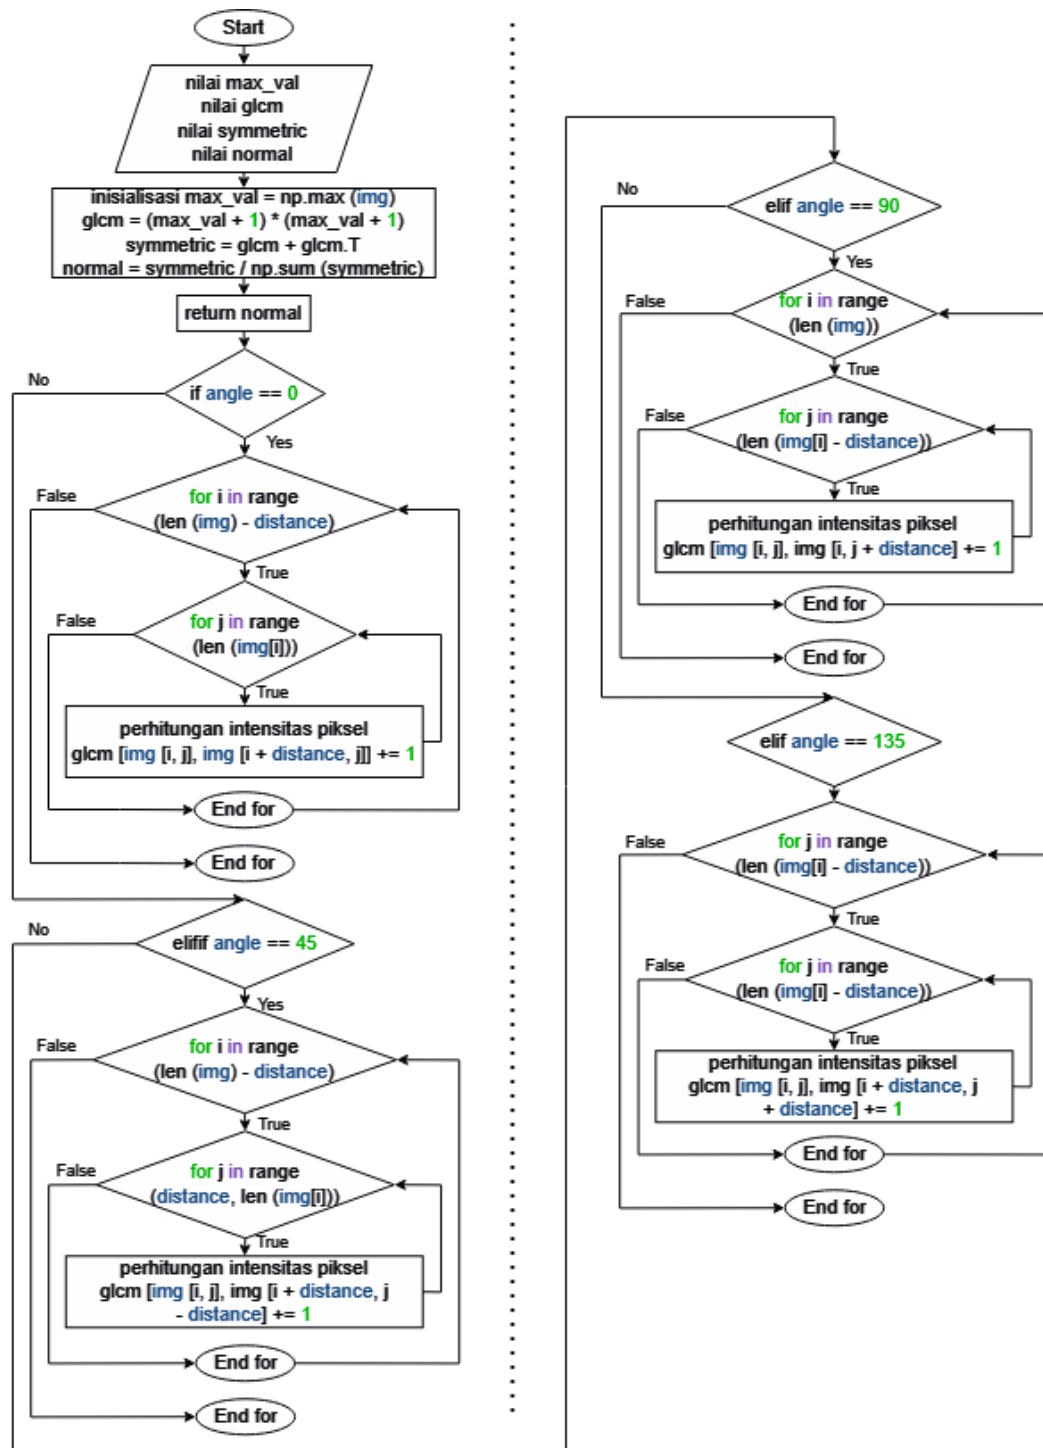 Start
nilai max_val
nilai glcm
nilai symmetric
nilai normal
inisialisasi max_val = np.max (img)
glcm = (max_val + 1) * (max_val + 1)
symmetric = glcm + glcm.T
normal = symmetric / np.sum (symmetric)
return normal
No
if angle == 0
Yes
False
for i in range
(len (img) - distance)
True
False
for j in range
(len (img[i]))
True
perhitungan intensitas piksel
glcm [img [i, j], img [i + distance, j]] += 1
End for
End for
No
elifif angle == 45
Yes
False
for i in range
(len (img) - distance)
True
False
for j in range
(distance, len (img[i]))
True
perhitungan intensitas piksel
glcm [img [i, j], img [i + distance, j
- distance] += 1
End for
End for
No
elif angle == 90
Yes
False
for i in range
(len (img))
True
False
for j in range
(len (img[i] - distance))
True
perhitungan intensitas piksel
glcm [img [i, j], img [i, j + distance] += 1
End for
End for
elif angle == 135
False
for j in range
(len (img[i] - distance))
True
False
for j in range
(len (img[i] - distance))
True
perhitungan intensitas piksel
glcm [img [i, j], img [i + distance, j
+ distance] += 1
End for
End for